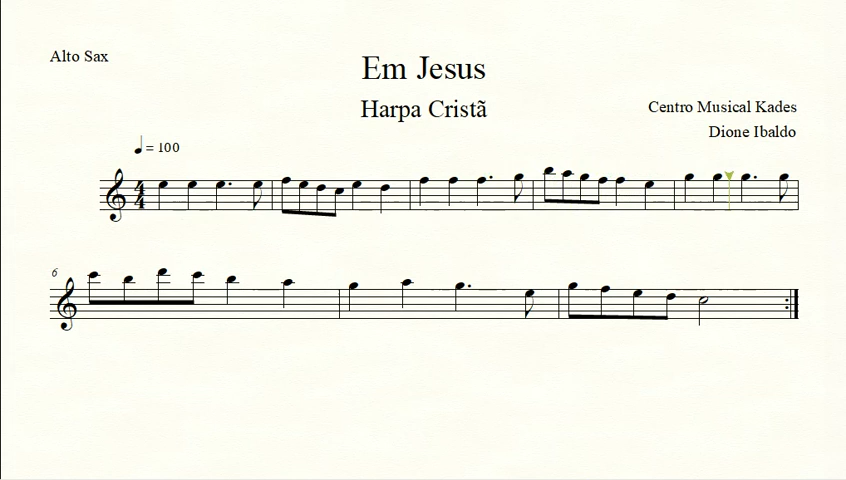 Alto Sax
Em Jesus
Harpa Cristã
Centro Musical Kades
Dione Ibaldo
= 100
4
4
6